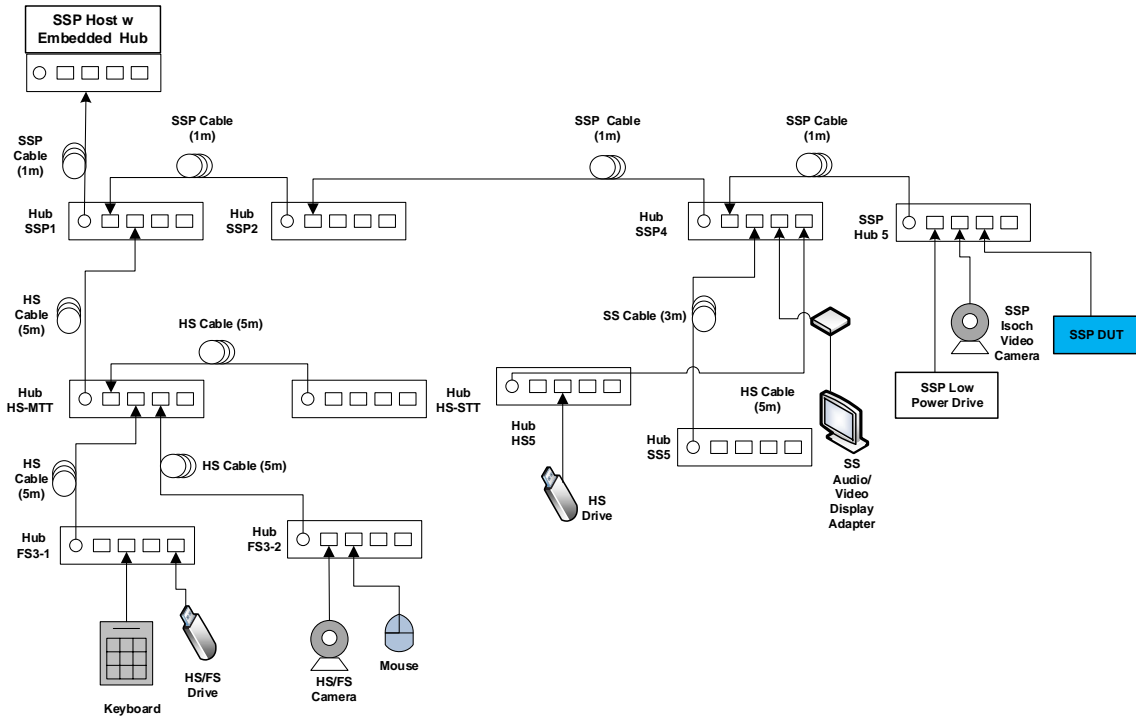 SSP Host w
Embedded Hub
SSP
Cable
(1m)
SSP Cable
(1m)
SSP Cable
(1m)
SSP Cable
(1m)
Hub
SSP1
Hub
SSP2
Hub
SSP4
SSP
Hub 5
HS
Cable
(5m)
HS Cable (5m)
SS Cable (3m)
SSP
Isoch
Video
Camera
SSP DUT
SSP Low
Power Drive
Hub
HS-MTT
Hub
HS-STT
Hub
HS5
HS Cable
(5m)
Hub
SS5
SS
Audio/
Video
Display
Adapter
HS
Cable
(5m)
HS Cable (5m)
HS
Drive
Hub
FS3-1
Hub
FS3-2
Keyboard
HS/FS
Drive
HS/FS
Camera
Mouse